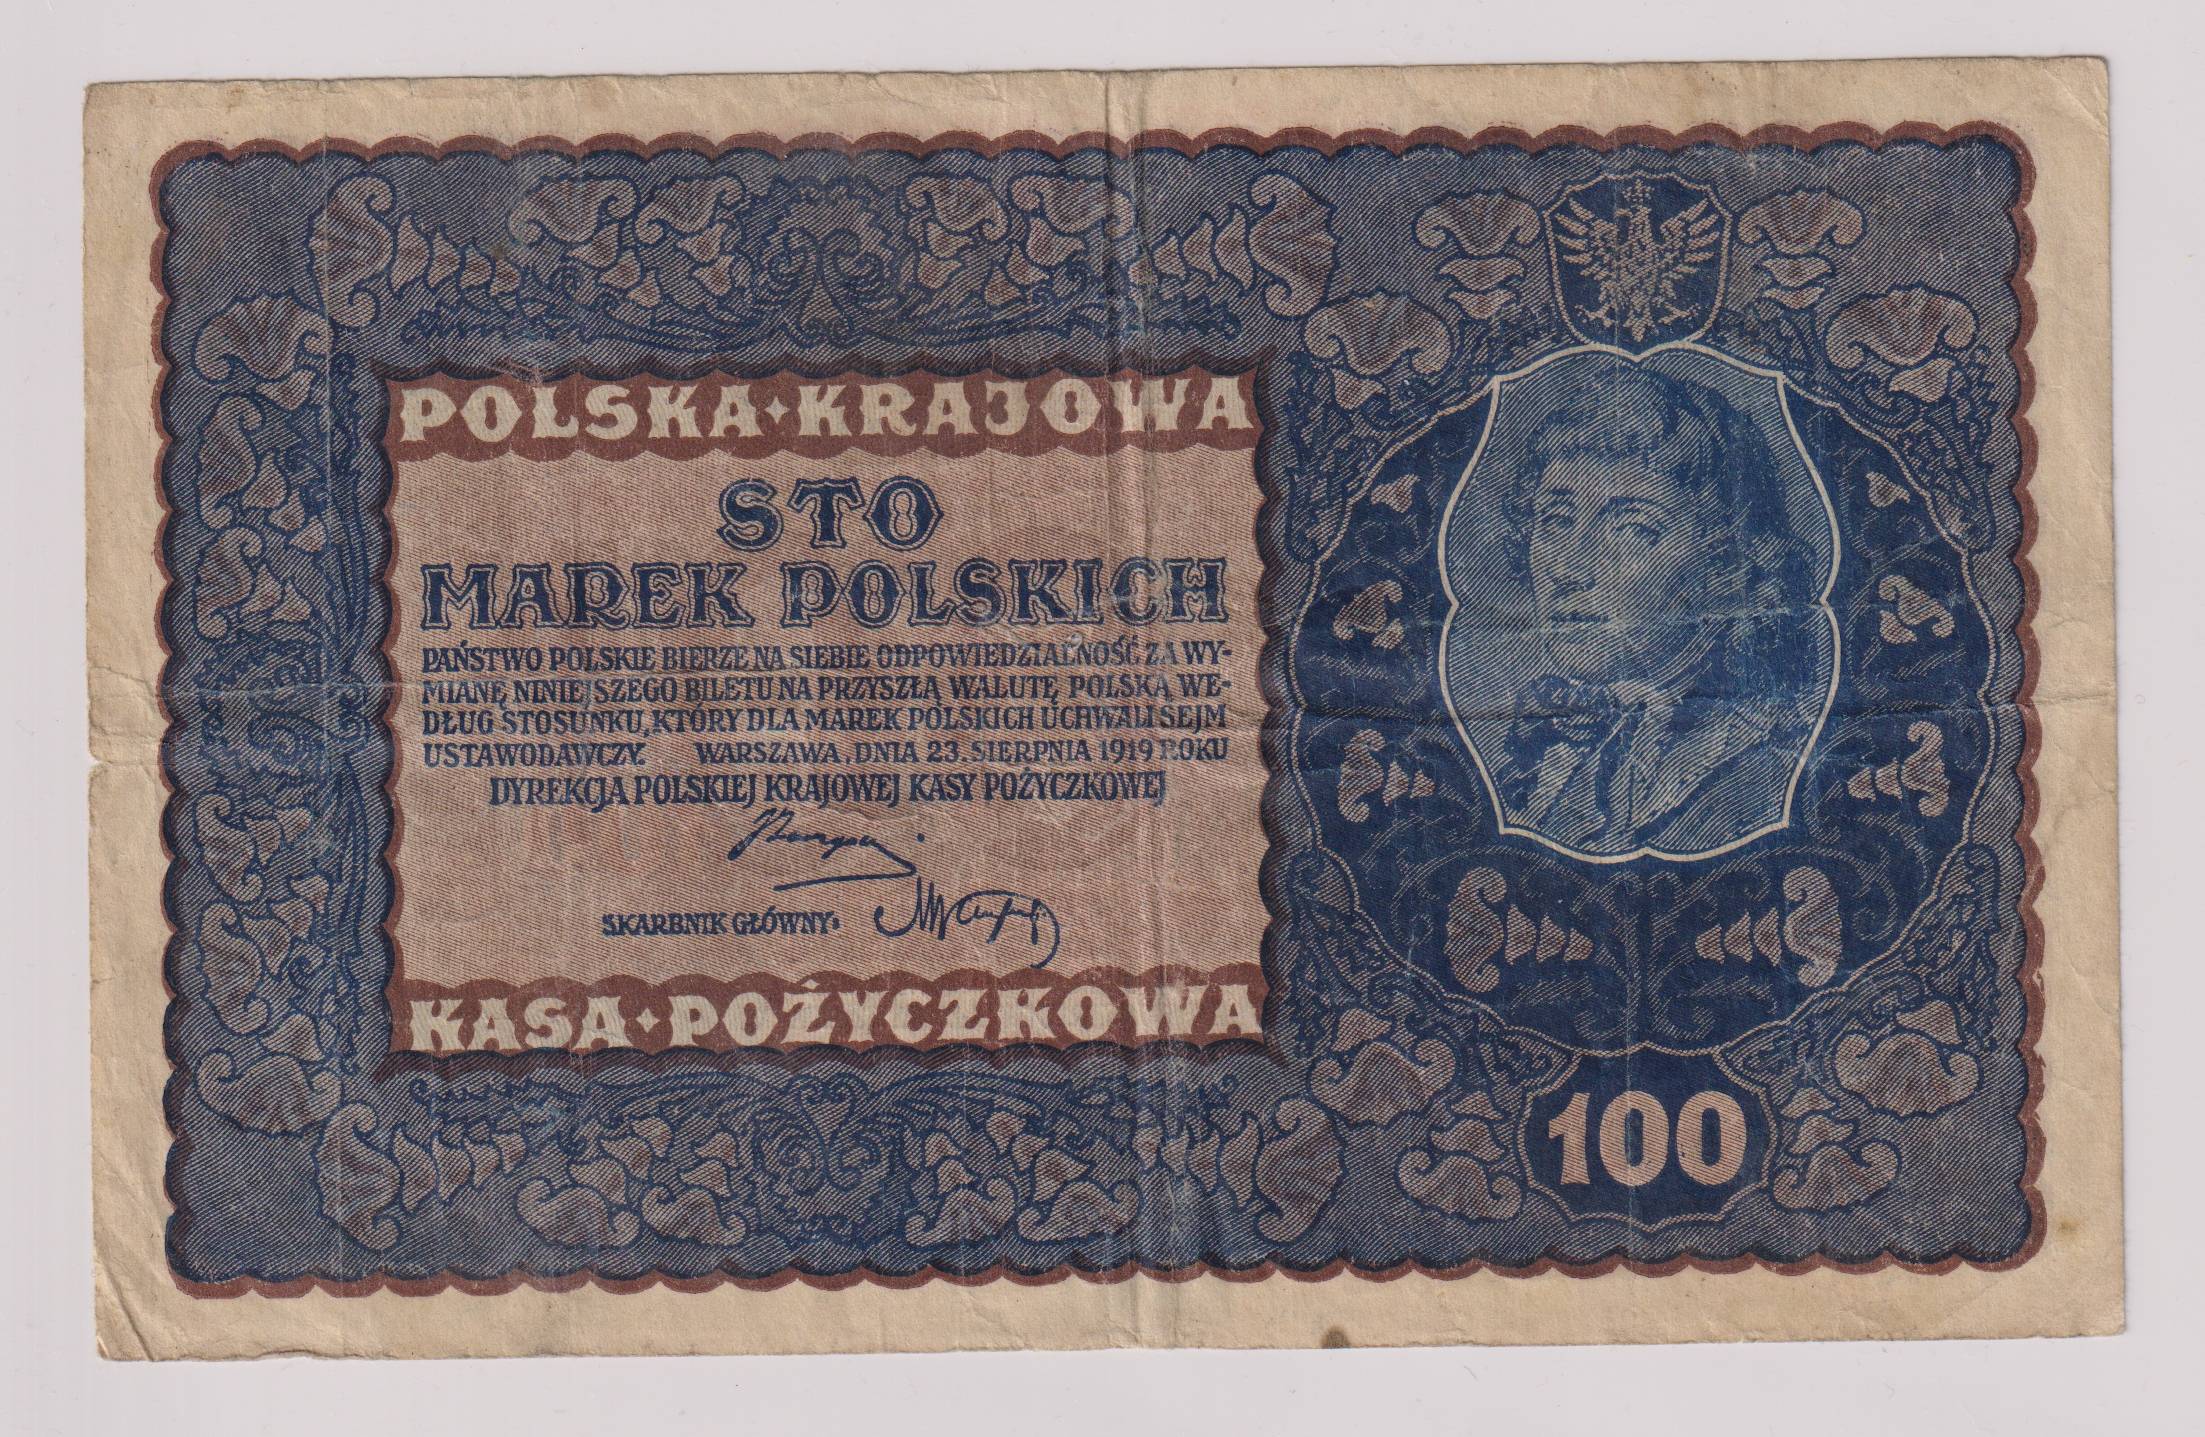 POLSKA KRAJOWA
STO
MAREK POLSKICH
PAŃSTWO POLSKIE BIERZE NA SIEBIE ODPOWIEDZIALNOŚĆ ZA WY-
MIANĘ NINIEJSZEGO BILETU NA PRZYSZŁĄ WALUTĘ POLSKĄ WE-
DŁUG STOSUNKU, KTÓRY DLA MAREK POLSKICH UCHWALI SEJM
USTAWODAWCZY. WARSZAWA, DNIA 23. SIERPNIA 1919 ROKU
DYREKCJA POLSKIEJ KRAJOWEJ KASY POŻYCZKOWEJ
SKARBNIK GŁÓWNY:
KASA POŻYCZKOWA
100